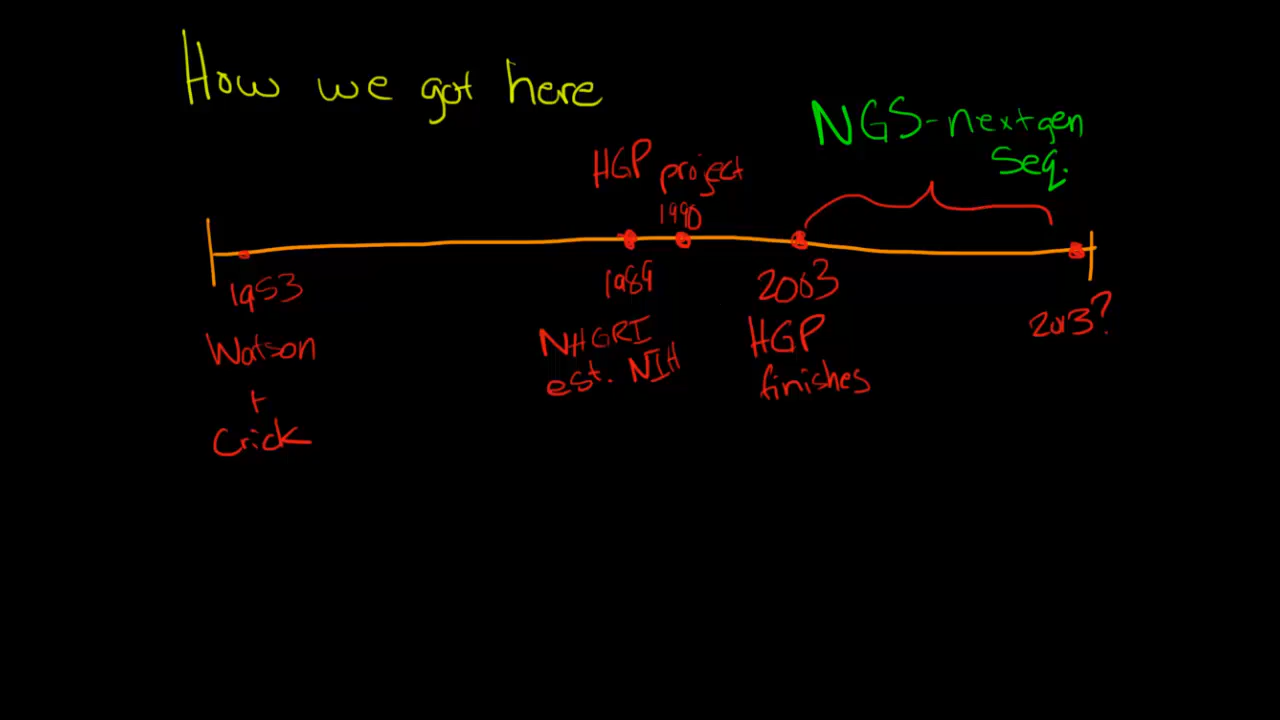 How we got here
NGS-nextgen
Seq.
HGP project
1990
1953
Watson
+
Crick
1989
NHGRI
est. NIH
2003
HGP
finishes
2013?